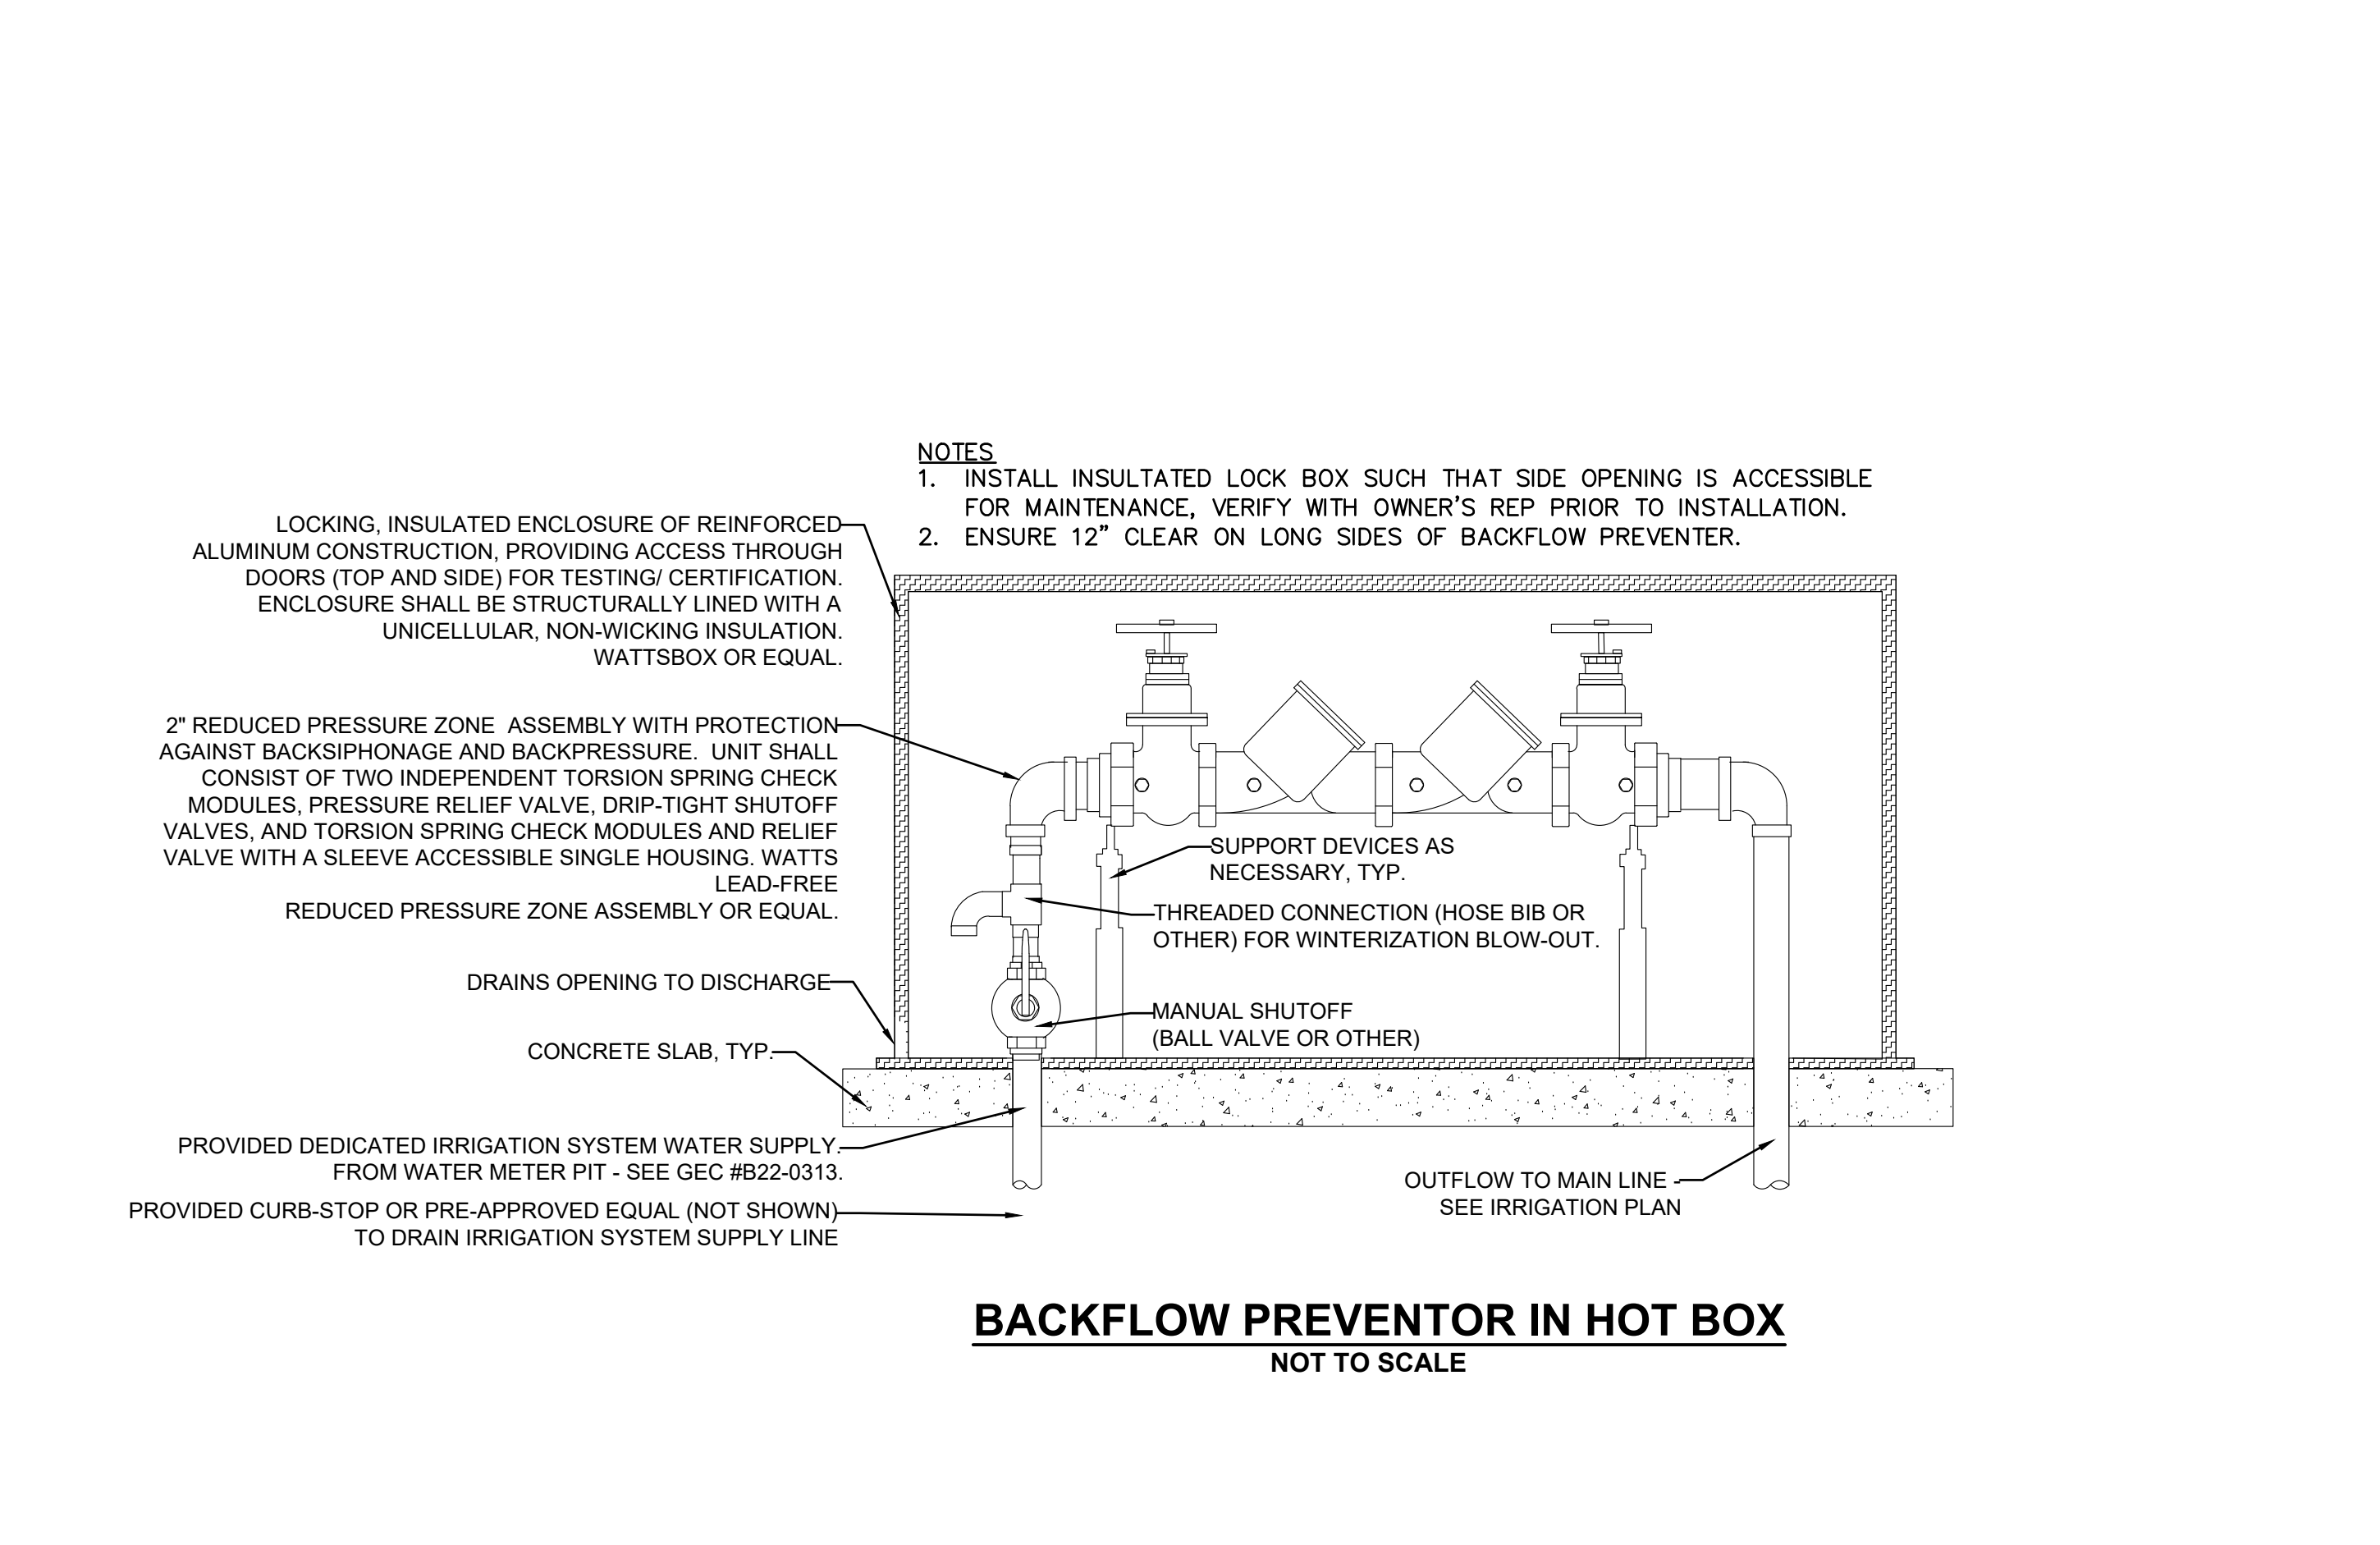 NOTES
1. INSTALL INSULTATED LOCK BOX SUCH THAT SIDE OPENING IS ACCESSIBLE
FOR MAINTENANCE, VERIFY WITH OWNER'S REP PRIOR TO INSTALLATION.
2. ENSURE 12” CLEAR ON LONG SIDES OF BACKFLOW PREVENTER.
LOCKING, INSULATED ENCLOSURE OF REINFORCED
ALUMINUM CONSTRUCTION, PROVIDING ACCESS THROUGH
DOORS (TOP AND SIDE) FOR TESTING/ CERTIFICATION.
ENCLOSURE SHALL BE STRUCTURALLY LINED WITH A
UNICELLULAR, NON-WICKING INSULATION.
WATTSBOX OR EQUAL.
2" REDUCED PRESSURE ZONE ASSEMBLY WITH PROTECTION
AGAINST BACKSIPHONAGE AND BACKPRESSURE. UNIT SHALL
CONSIST OF TWO INDEPENDENT TORSION SPRING CHECK
MODULES, PRESSURE RELIEF VALVE, DRIP-TIGHT SHUTOFF
VALVES, AND TORSION SPRING CHECK MODULES AND RELIEF
VALVE WITH A SLEEVE ACCESSIBLE SINGLE HOUSING. WATTS
LEAD-FREE
REDUCED PRESSURE ZONE ASSEMBLY OR EQUAL.
SUPPORT DEVICES AS
NECESSARY, TYP.
THREADED CONNECTION (HOSE BIB OR
OTHER) FOR WINTERIZATION BLOW-OUT.
DRAINS OPENING TO DISCHARGE
MANUAL SHUTOFF
(BALL VALVE OR OTHER)
CONCRETE SLAB, TYP.
PROVIDED DEDICATED IRRIGATION SYSTEM WATER SUPPLY.
FROM WATER METER PIT - SEE GEC #B22-0313.
OUTFLOW TO MAIN LINE -
SEE IRRIGATION PLAN
PROVIDED CURB-STOP OR PRE-APPROVED EQUAL (NOT SHOWN)
TO DRAIN IRRIGATION SYSTEM SUPPLY LINE
BACKFLOW PREVENTOR IN HOT BOX
NOT TO SCALE